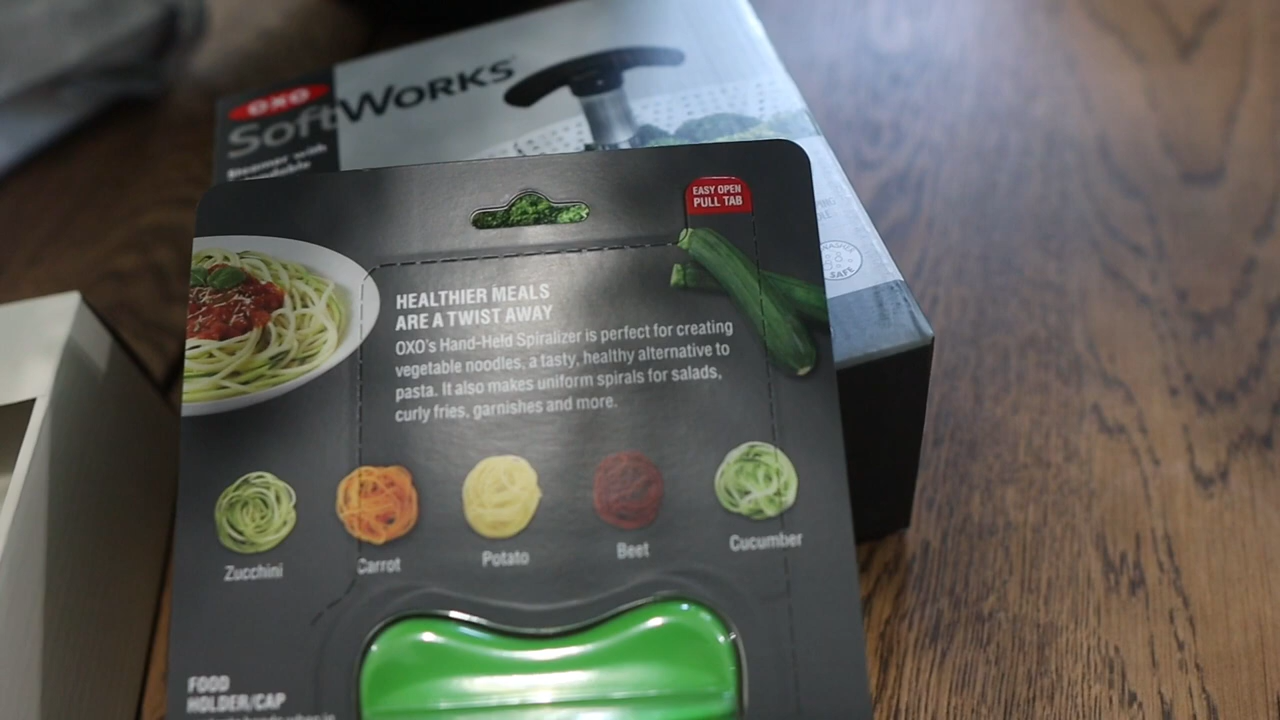 OXO
SoftWORKS
Steamer with
EASY OPEN
PULL TAB
SAFE
HEALTHIER MEALS
ARE A TWIST AWAY
OXO's Hand-Held Spiralizer is perfect for creating
vegetable noodles, a tasty, healthy alternative to
pasta. It also makes uniform spirals for salads,
curly fries, garnishes and more.
Zucchini
Carrot
Potato
Beet
Cucumber
FOOD
HOLDER/CAP